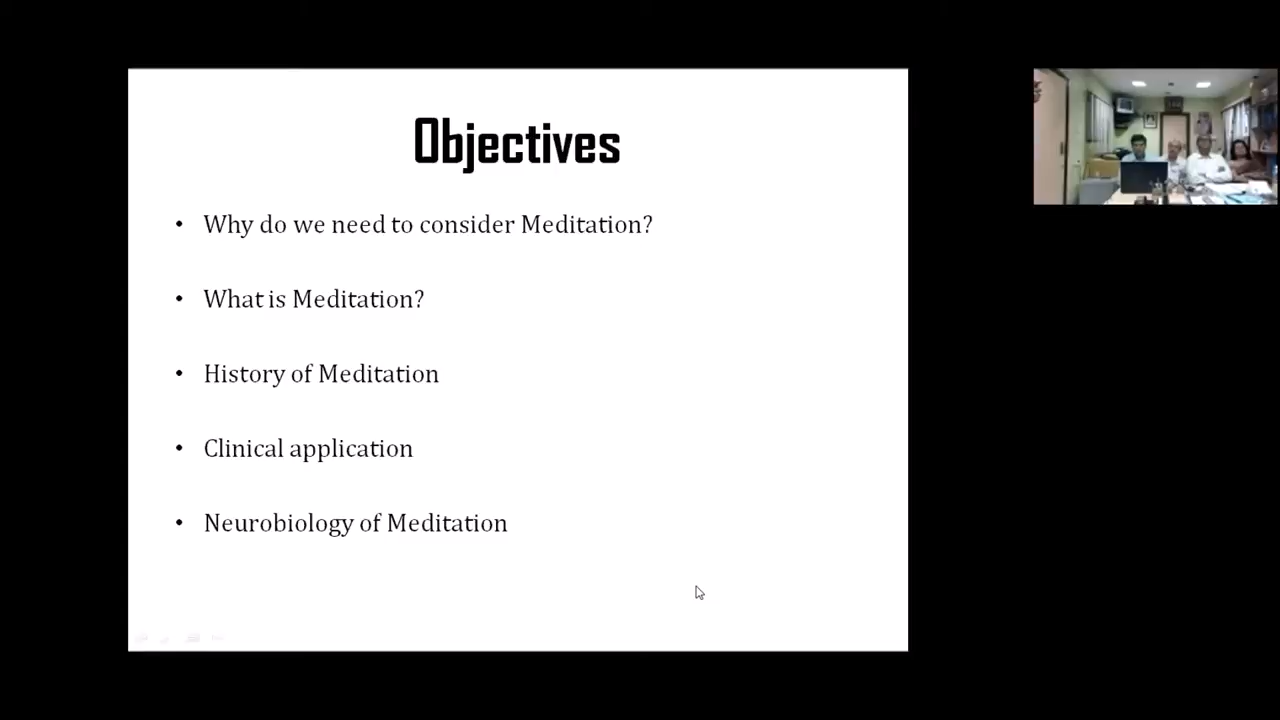 Objectives
• Why do we need to consider Meditation?
• What is Meditation?
• History of Meditation
• Clinical application
• Neurobiology of Meditation